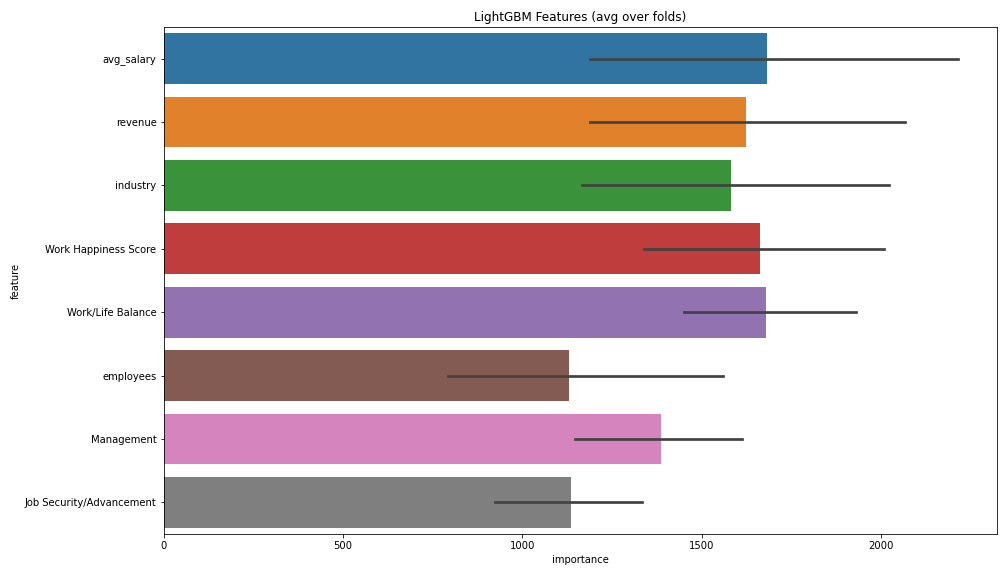 LightGBM Features (avg over folds)
avg_salary
revenue
industry
Work Happiness Score
Work/Life Balance
employees
Management
Job Security/Advancement
feature
0 500 1000 1500 2000
importance